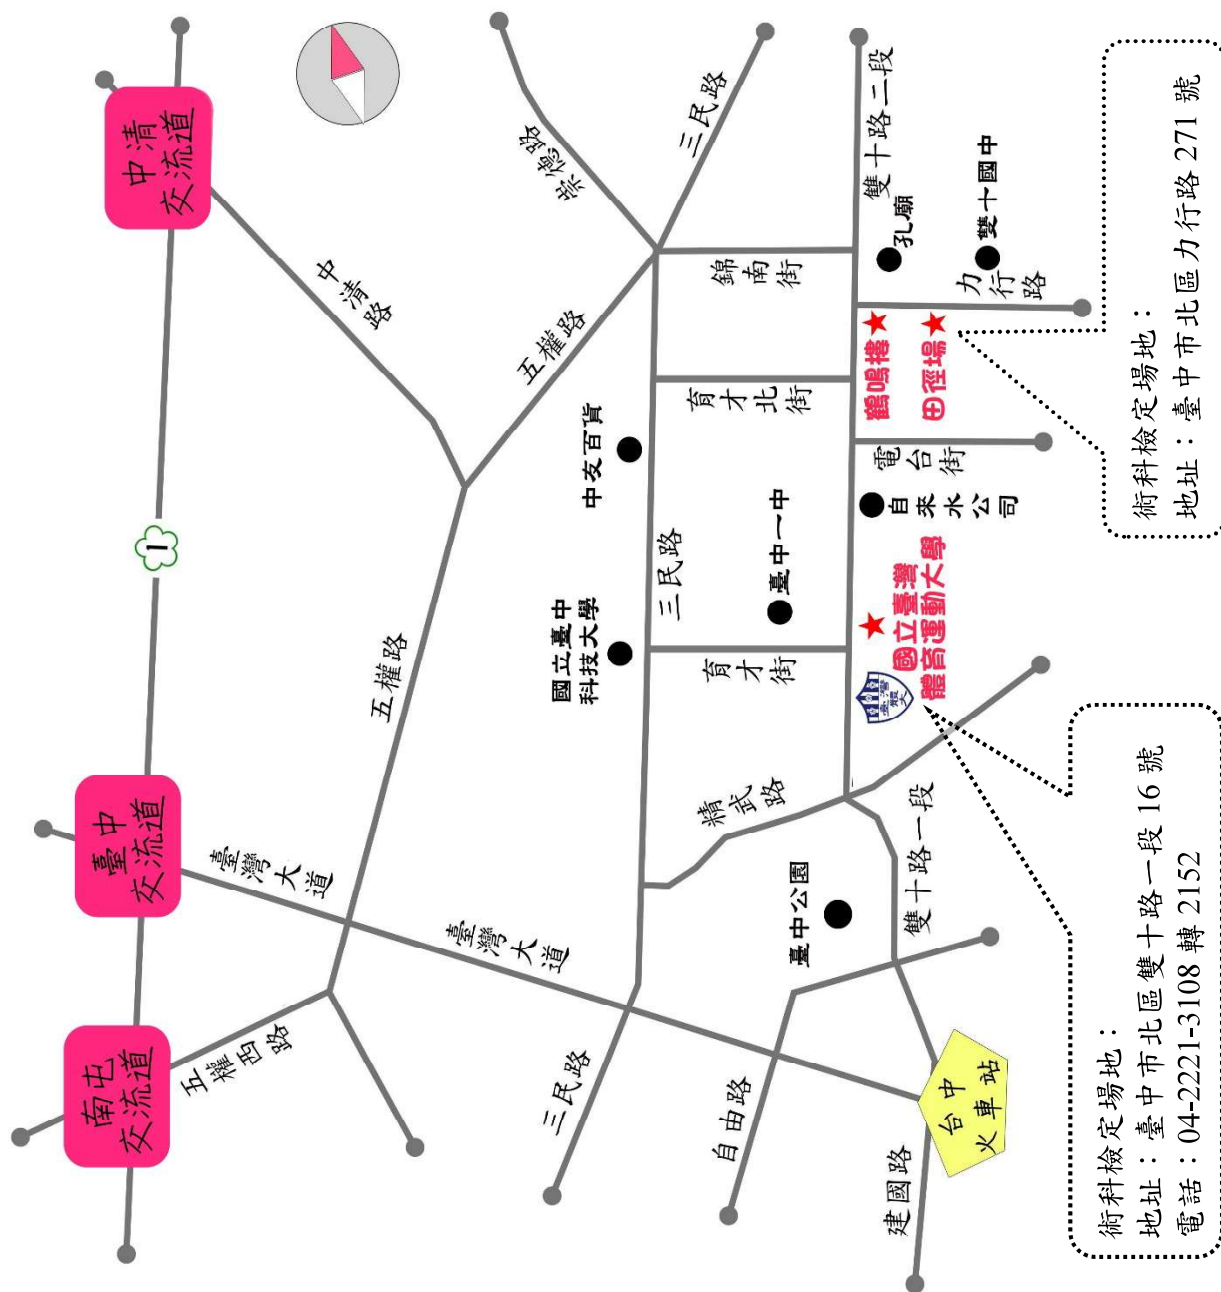 中清
交流道
1
臺中
交流道
南屯
交流道
中清路
五權路
五權路
臺灣大道
臺灣大道
五權西路
崇德路
三民路
三民路
三民路
中友百貨
國立臺中
科技大學
錦南街
育才北街
育才街
臺中一中
精武路
臺中公園
自由路
建國路
台中
火車站
雙十路二段
雙十路一段
孔廟
雙十國中
力行路
鶴鳴樓
田徑場
電台街
自來水公司
國立臺灣
體育運動大學
臺灣
體大
術科檢定場地：
地址：臺中市北區力行路 271 號
術科檢定場地：
地址：臺中市北區雙十路一段 16 號
電話：04-2221-3108 轉 2152